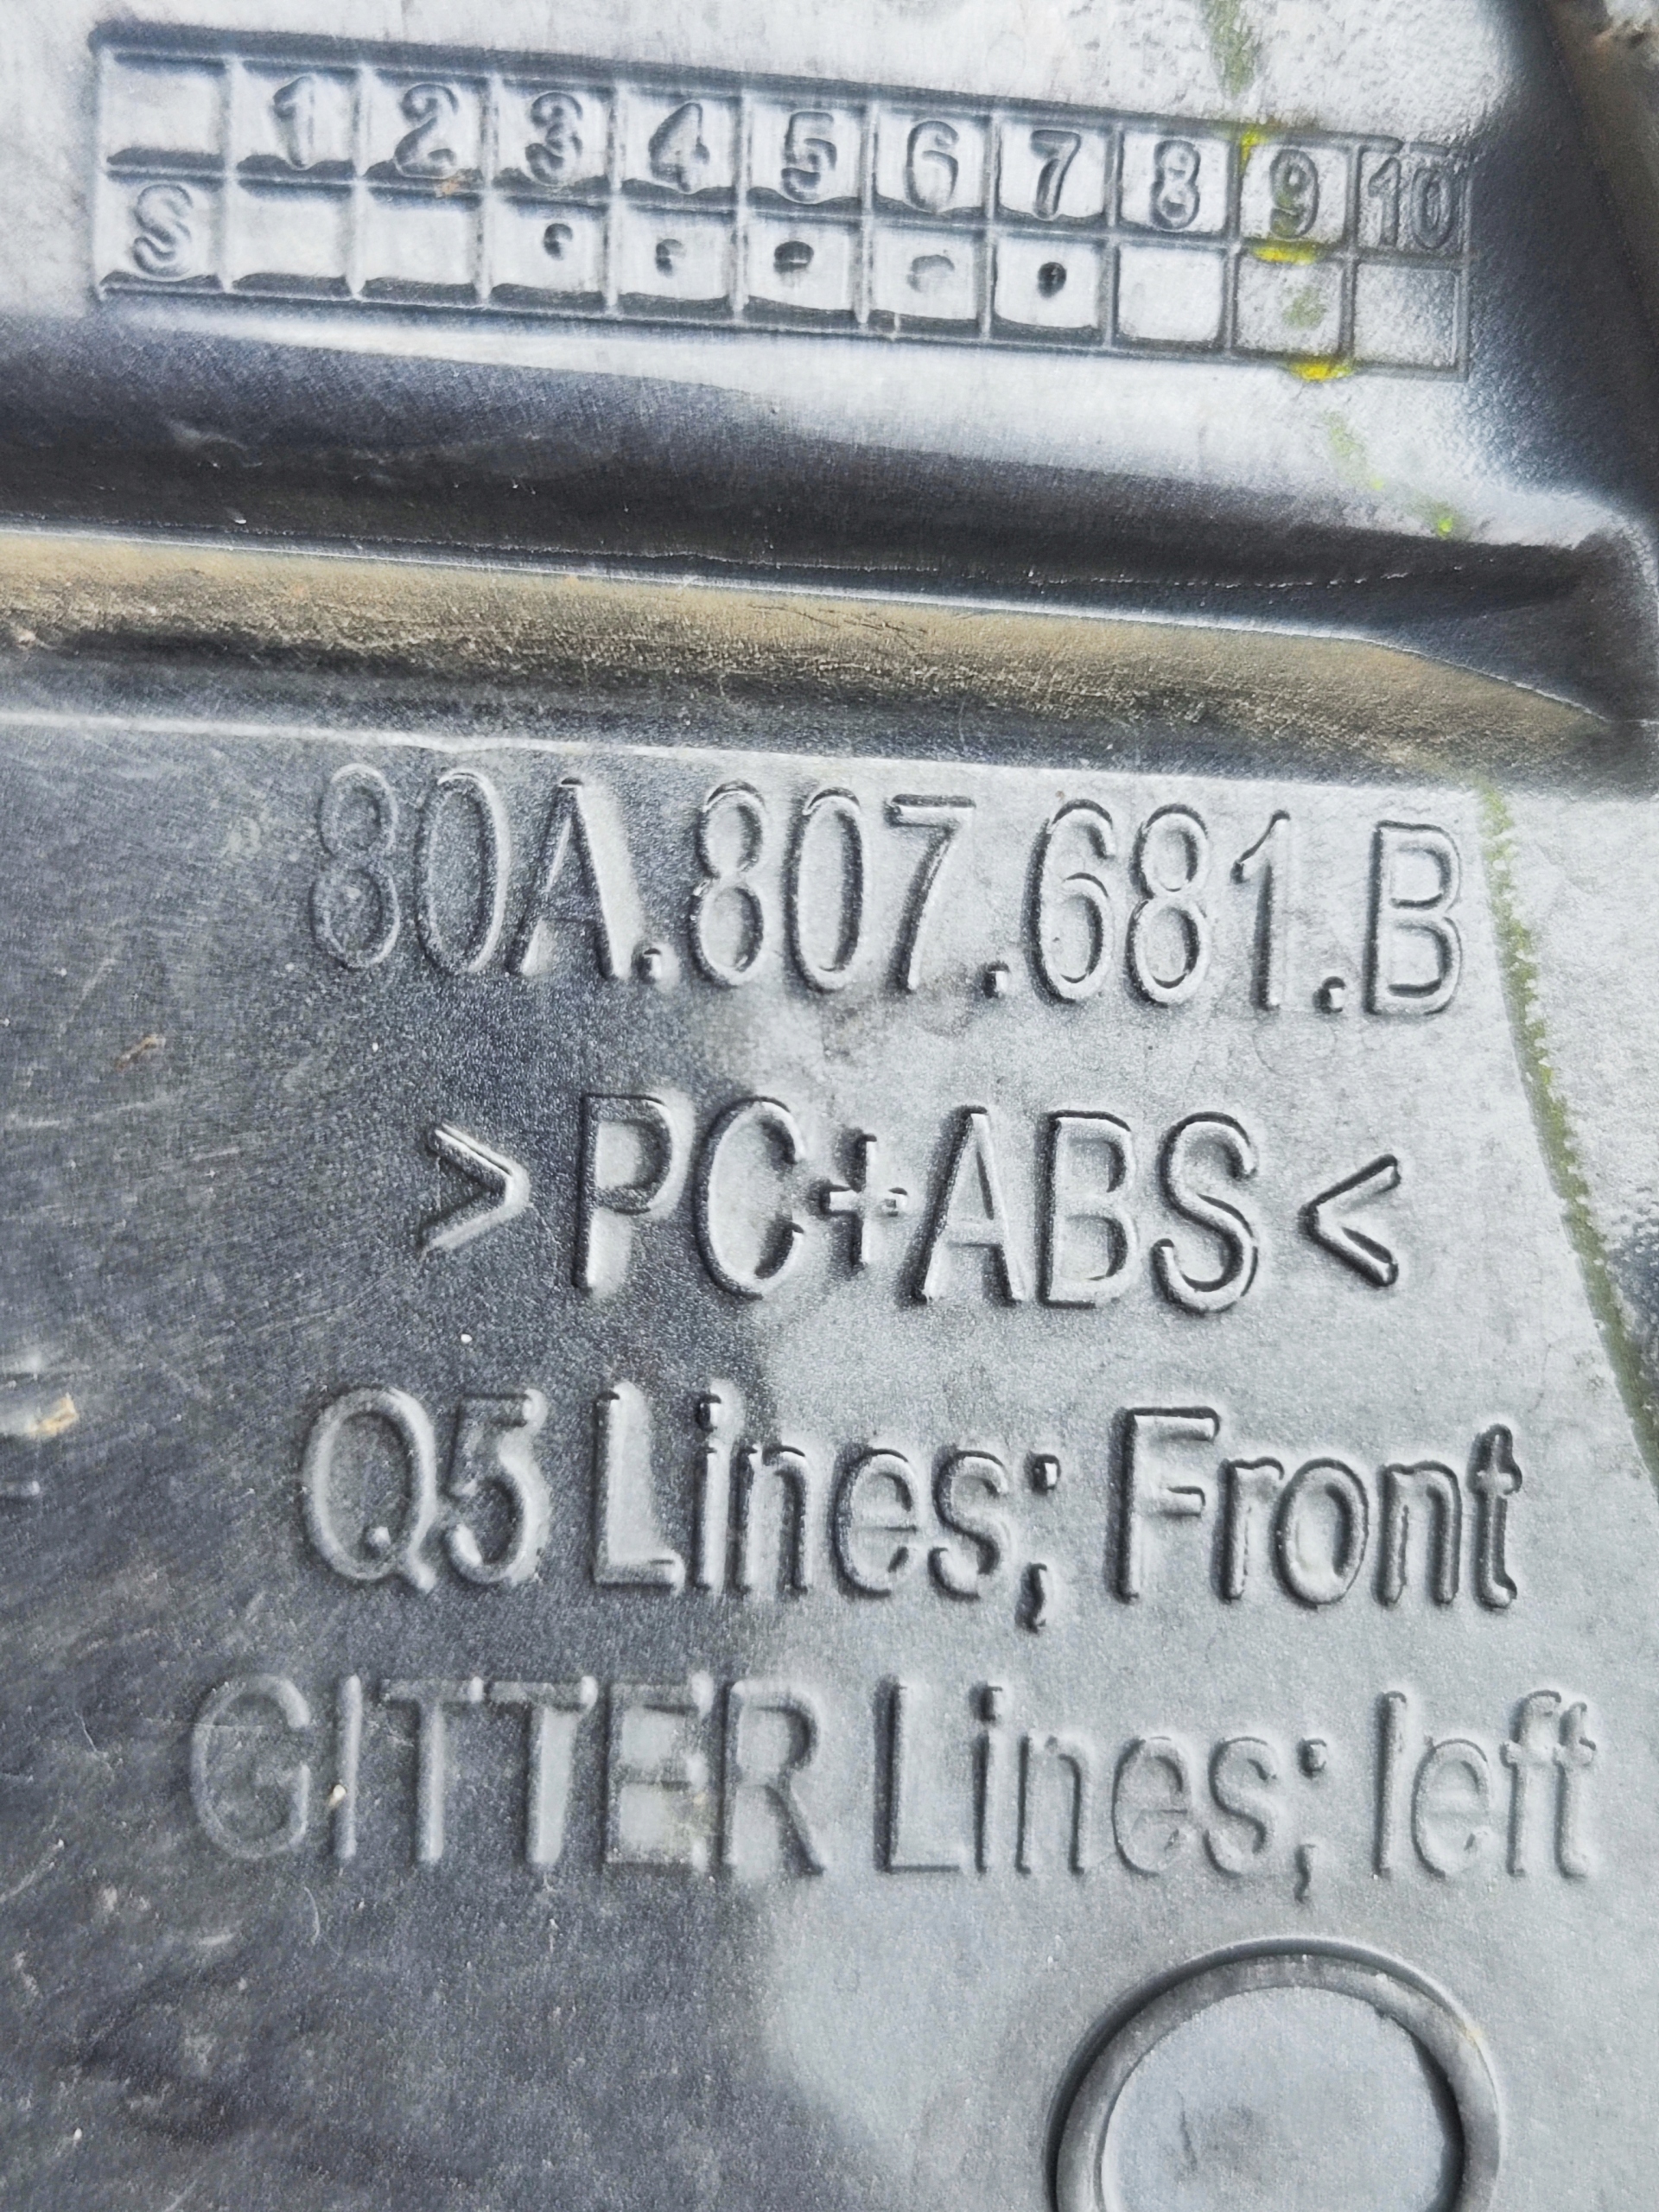 1 2 3 4 5 6 7 8 9 10
S
80A.807.681.B
>PC+ABS<
Q5 Lines; Front
GITTER Lines; left